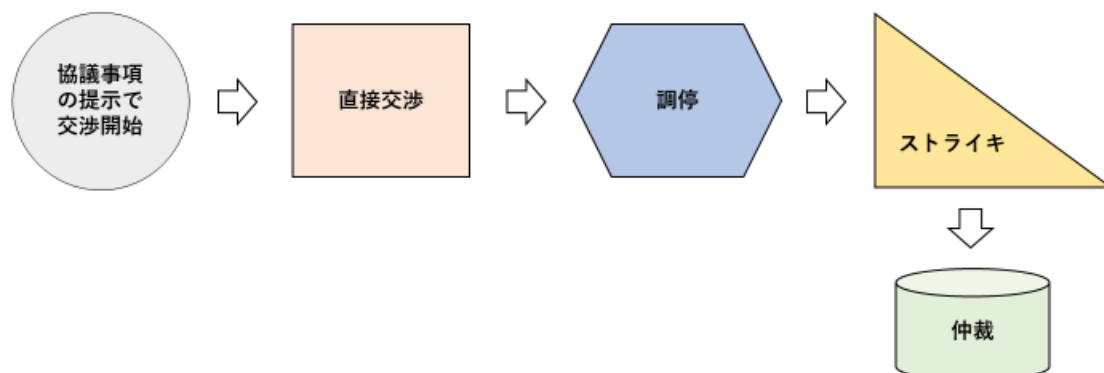 協議事項
の提示で
交渉開始
直接交渉
調停
ストライキ
仲裁